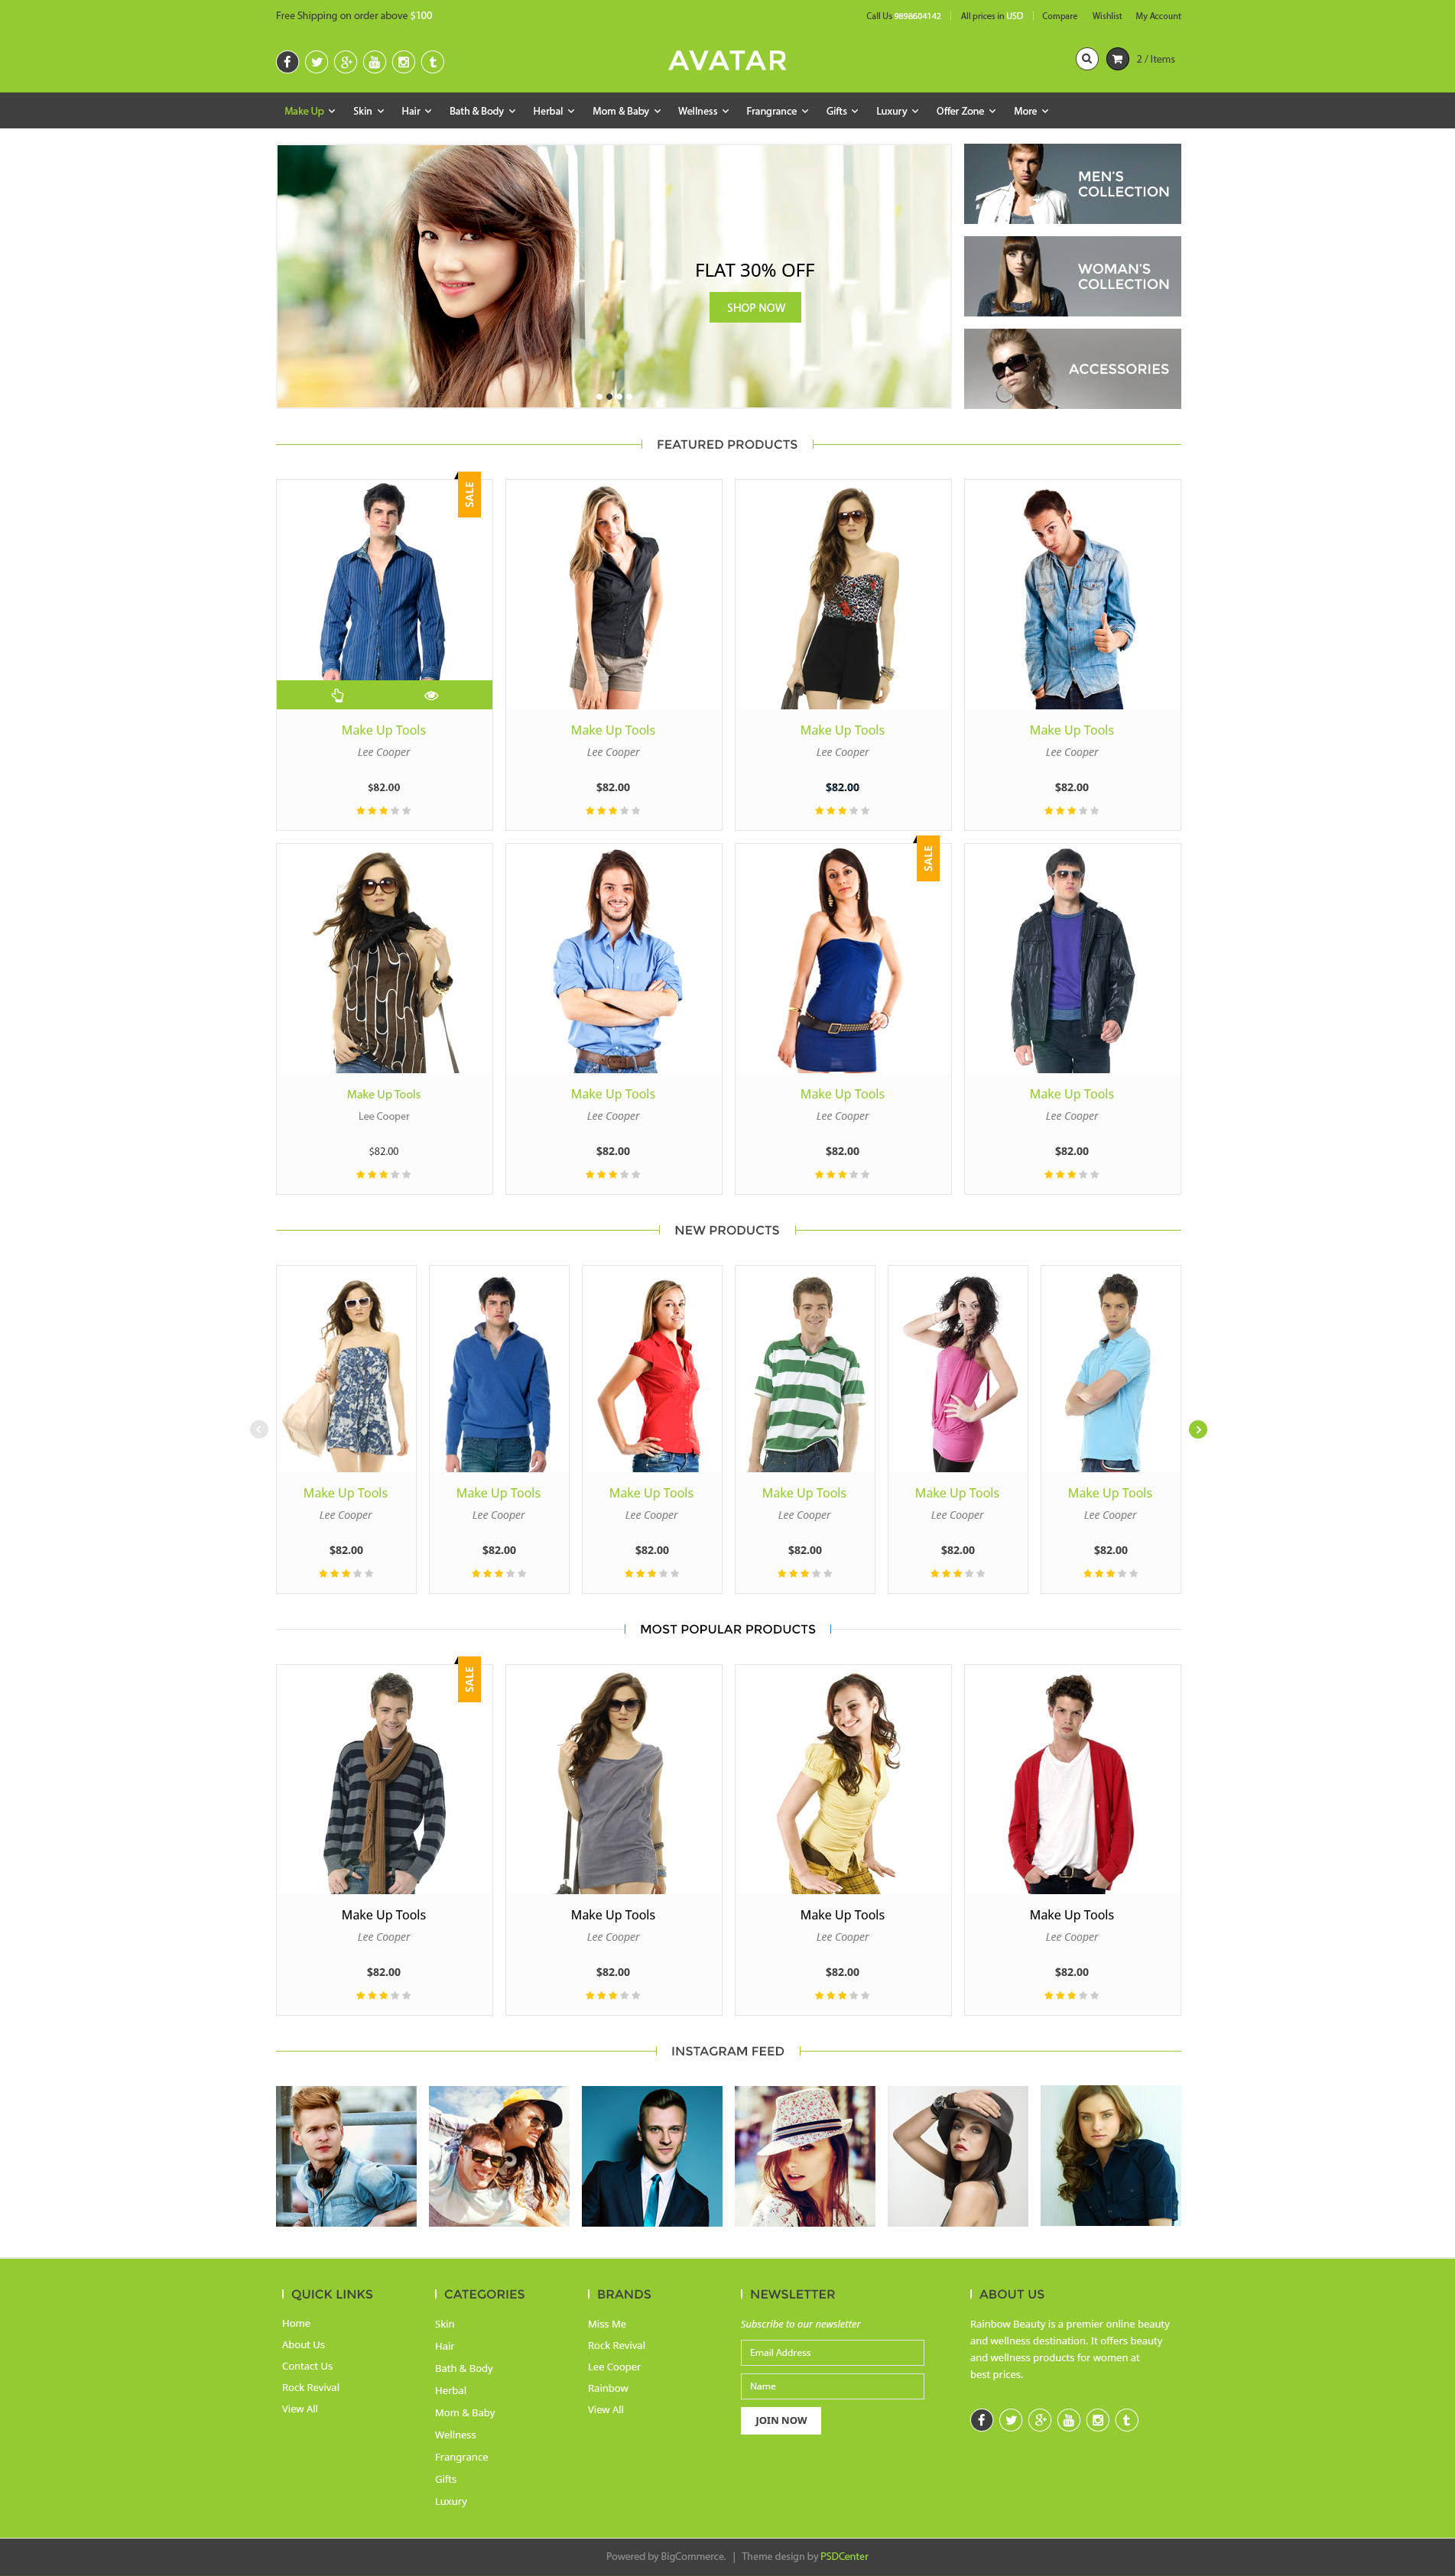 Free Shipping on order above $100
Call Us 9898604142 | All prices in USD | Compare Wishlist My Account
AVATAR
2 / Items
Make Up Skin Hair Bath & Body Herbal Mom & Baby Wellness Frangrance Gifts Luxury Offer Zone More
FLAT 30% OFF
SHOP NOW
MEN'S
COLLECTION
WOMAN'S
COLLECTION
ACCESSORIES
FEATURED PRODUCTS
SALE
Make Up Tools
Lee Cooper
$82.00
Make Up Tools
Lee Cooper
$82.00
Make Up Tools
Lee Cooper
$82.00
Make Up Tools
Lee Cooper
$82.00
Make Up Tools
Lee Cooper
$82.00
Make Up Tools
Lee Cooper
$82.00
SALE
Make Up Tools
Lee Cooper
$82.00
Make Up Tools
Lee Cooper
$82.00
NEW PRODUCTS
Make Up Tools
Lee Cooper
$82.00
Make Up Tools
Lee Cooper
$82.00
Make Up Tools
Lee Cooper
$82.00
Make Up Tools
Lee Cooper
$82.00
Make Up Tools
Lee Cooper
$82.00
Make Up Tools
Lee Cooper
$82.00
MOST POPULAR PRODUCTS
SALE
Make Up Tools
Lee Cooper
$82.00
Make Up Tools
Lee Cooper
$82.00
Make Up Tools
Lee Cooper
$82.00
Make Up Tools
Lee Cooper
$82.00
INSTAGRAM FEED
QUICK LINKS
Home
About Us
Contact Us
Rock Revival
View All
CATEGORIES
Skin
Hair
Bath & Body
Herbal
Mom & Baby
Wellness
Frangrance
Gifts
Luxury
BRANDS
Miss Me
Rock Revival
Lee Cooper
Rainbow
View All
NEWSLETTER
Subscribe to our newsletter
Email Address
Name
JOIN NOW
ABOUT US
Rainbow Beauty is a premier online beauty
and wellness destination. It offers beauty
and wellness products for women at
best prices.
Powered by BigCommerce. | Theme design by PSDCenter